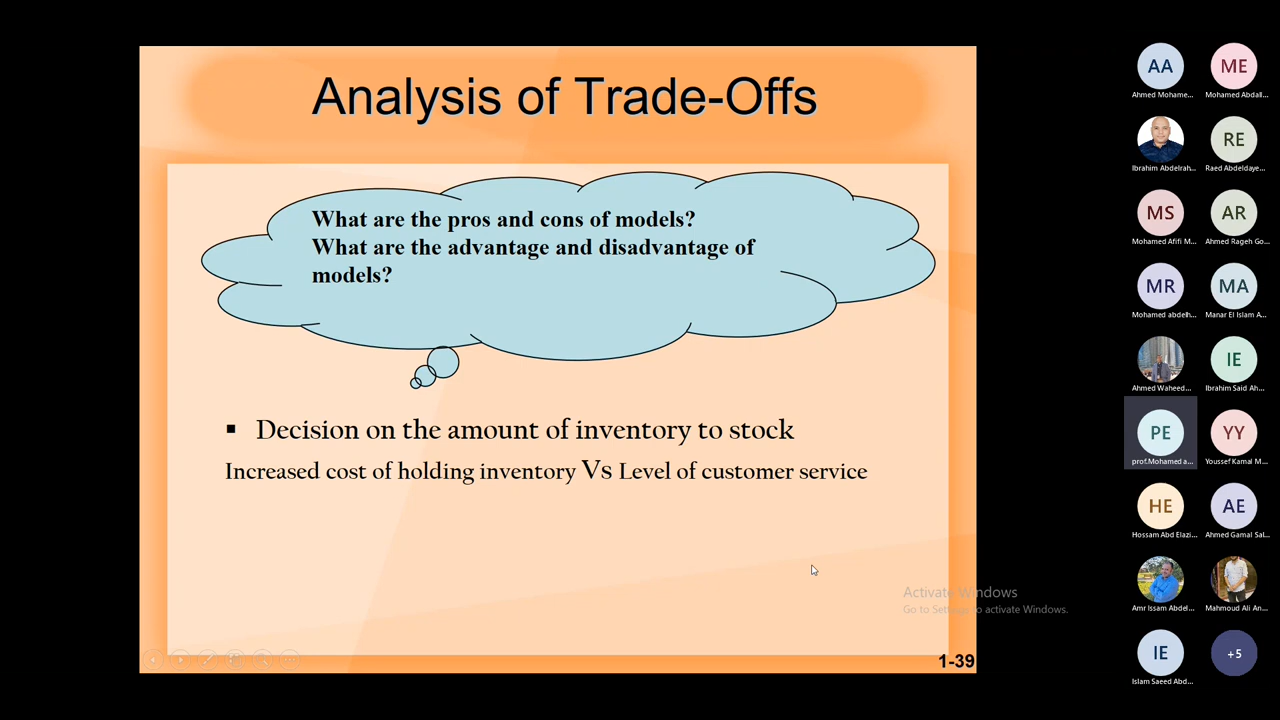 Analysis of Trade-Offs
What are the pros and cons of models?
What are the advantage and disadvantage of
models?
▪ Decision on the amount of inventory to stock
Increased cost of holding inventory Vs Level of customer service
1-39
Activate Windows
Go to Settings to activate Windows.
AA
ME
Ahmed Mohame...
Mohamed Abdall...
RE
Ibrahim Abdelrah...
Raed Abdeldaye...
MS
AR
Mohamed Afifi M...
Ahmed Rageh Go...
MR
MA
Mohamed abdelh...
Manar El Islam A...
IE
Ahmed Waheed...
Ibrahim Said Ah...
PE
YY
prof.Mohamed a...
Youssef Kamal M...
HE
AE
Hossam Abd Elazi...
Ahmed Gamal Sal...
Amr Issam Abdel...
Mahmoud Ali An...
IE
+5
Islam Saeed Abd...